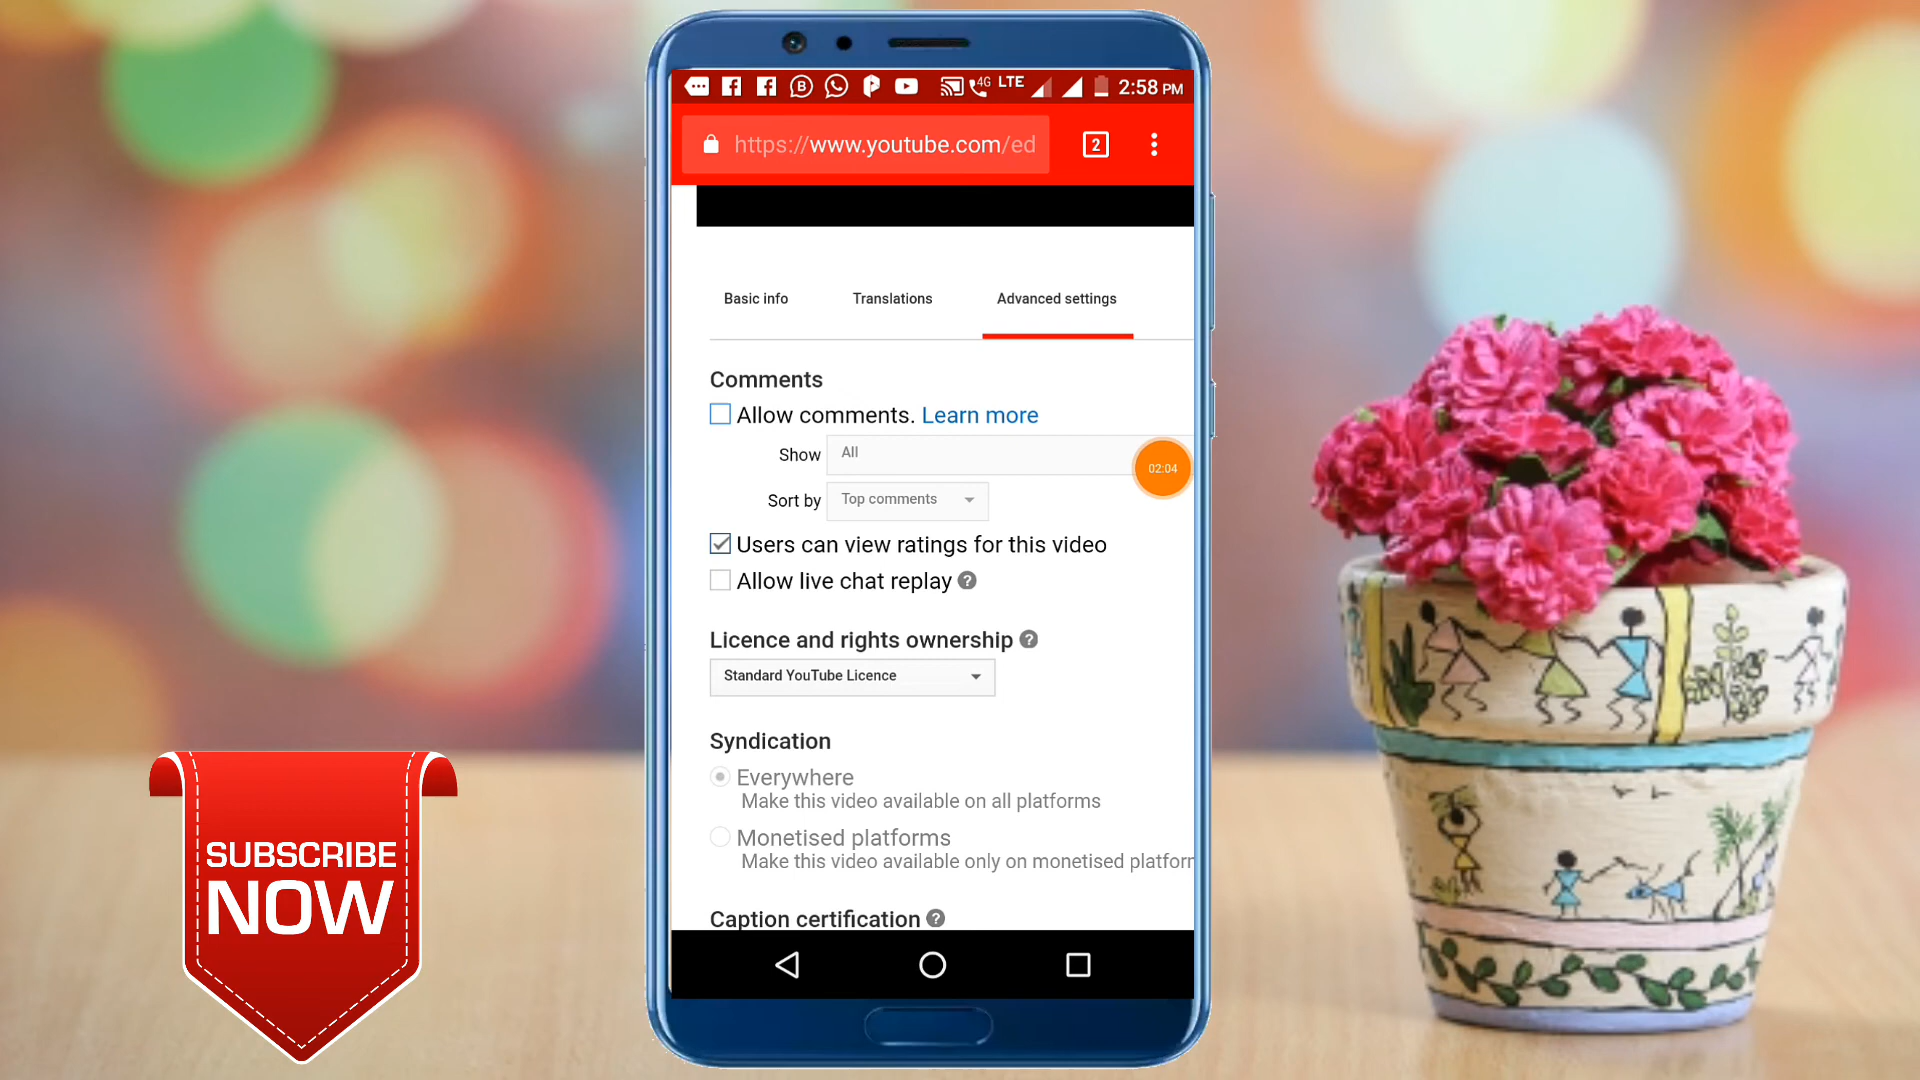 4G LTE 2:58 PM
https://www.youtube.com/ed
2
Basic info
Translations
Advanced settings
Comments
Allow comments. Learn more
Show All
02:04
Sort by Top comments
Users can view ratings for this video
Allow live chat replay ?
Licence and rights ownership ?
Standard YouTube Licence
Syndication
Everywhere
Make this video available on all platforms
Monetised platforms
Make this video available only on monetised platfor
Caption certification ?
SUBSCRIBE
NOW